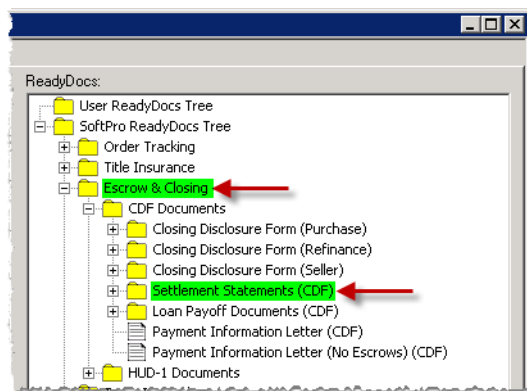 ReadyDocs:
User ReadyDocs Tree
SoftPro ReadyDocs Tree
Order Tracking
Title Insurance
Escrow & Closing
CDF Documents
Closing Disclosure Form (Purchase)
Closing Disclosure Form (Refinance)
Closing Disclosure Form (Seller)
Settlement Statements (CDF)
Loan Payoff Documents (CDF)
Payment Information Letter (CDF)
Payment Information Letter (No Escrows) (CDF)
HUD-1 Documents